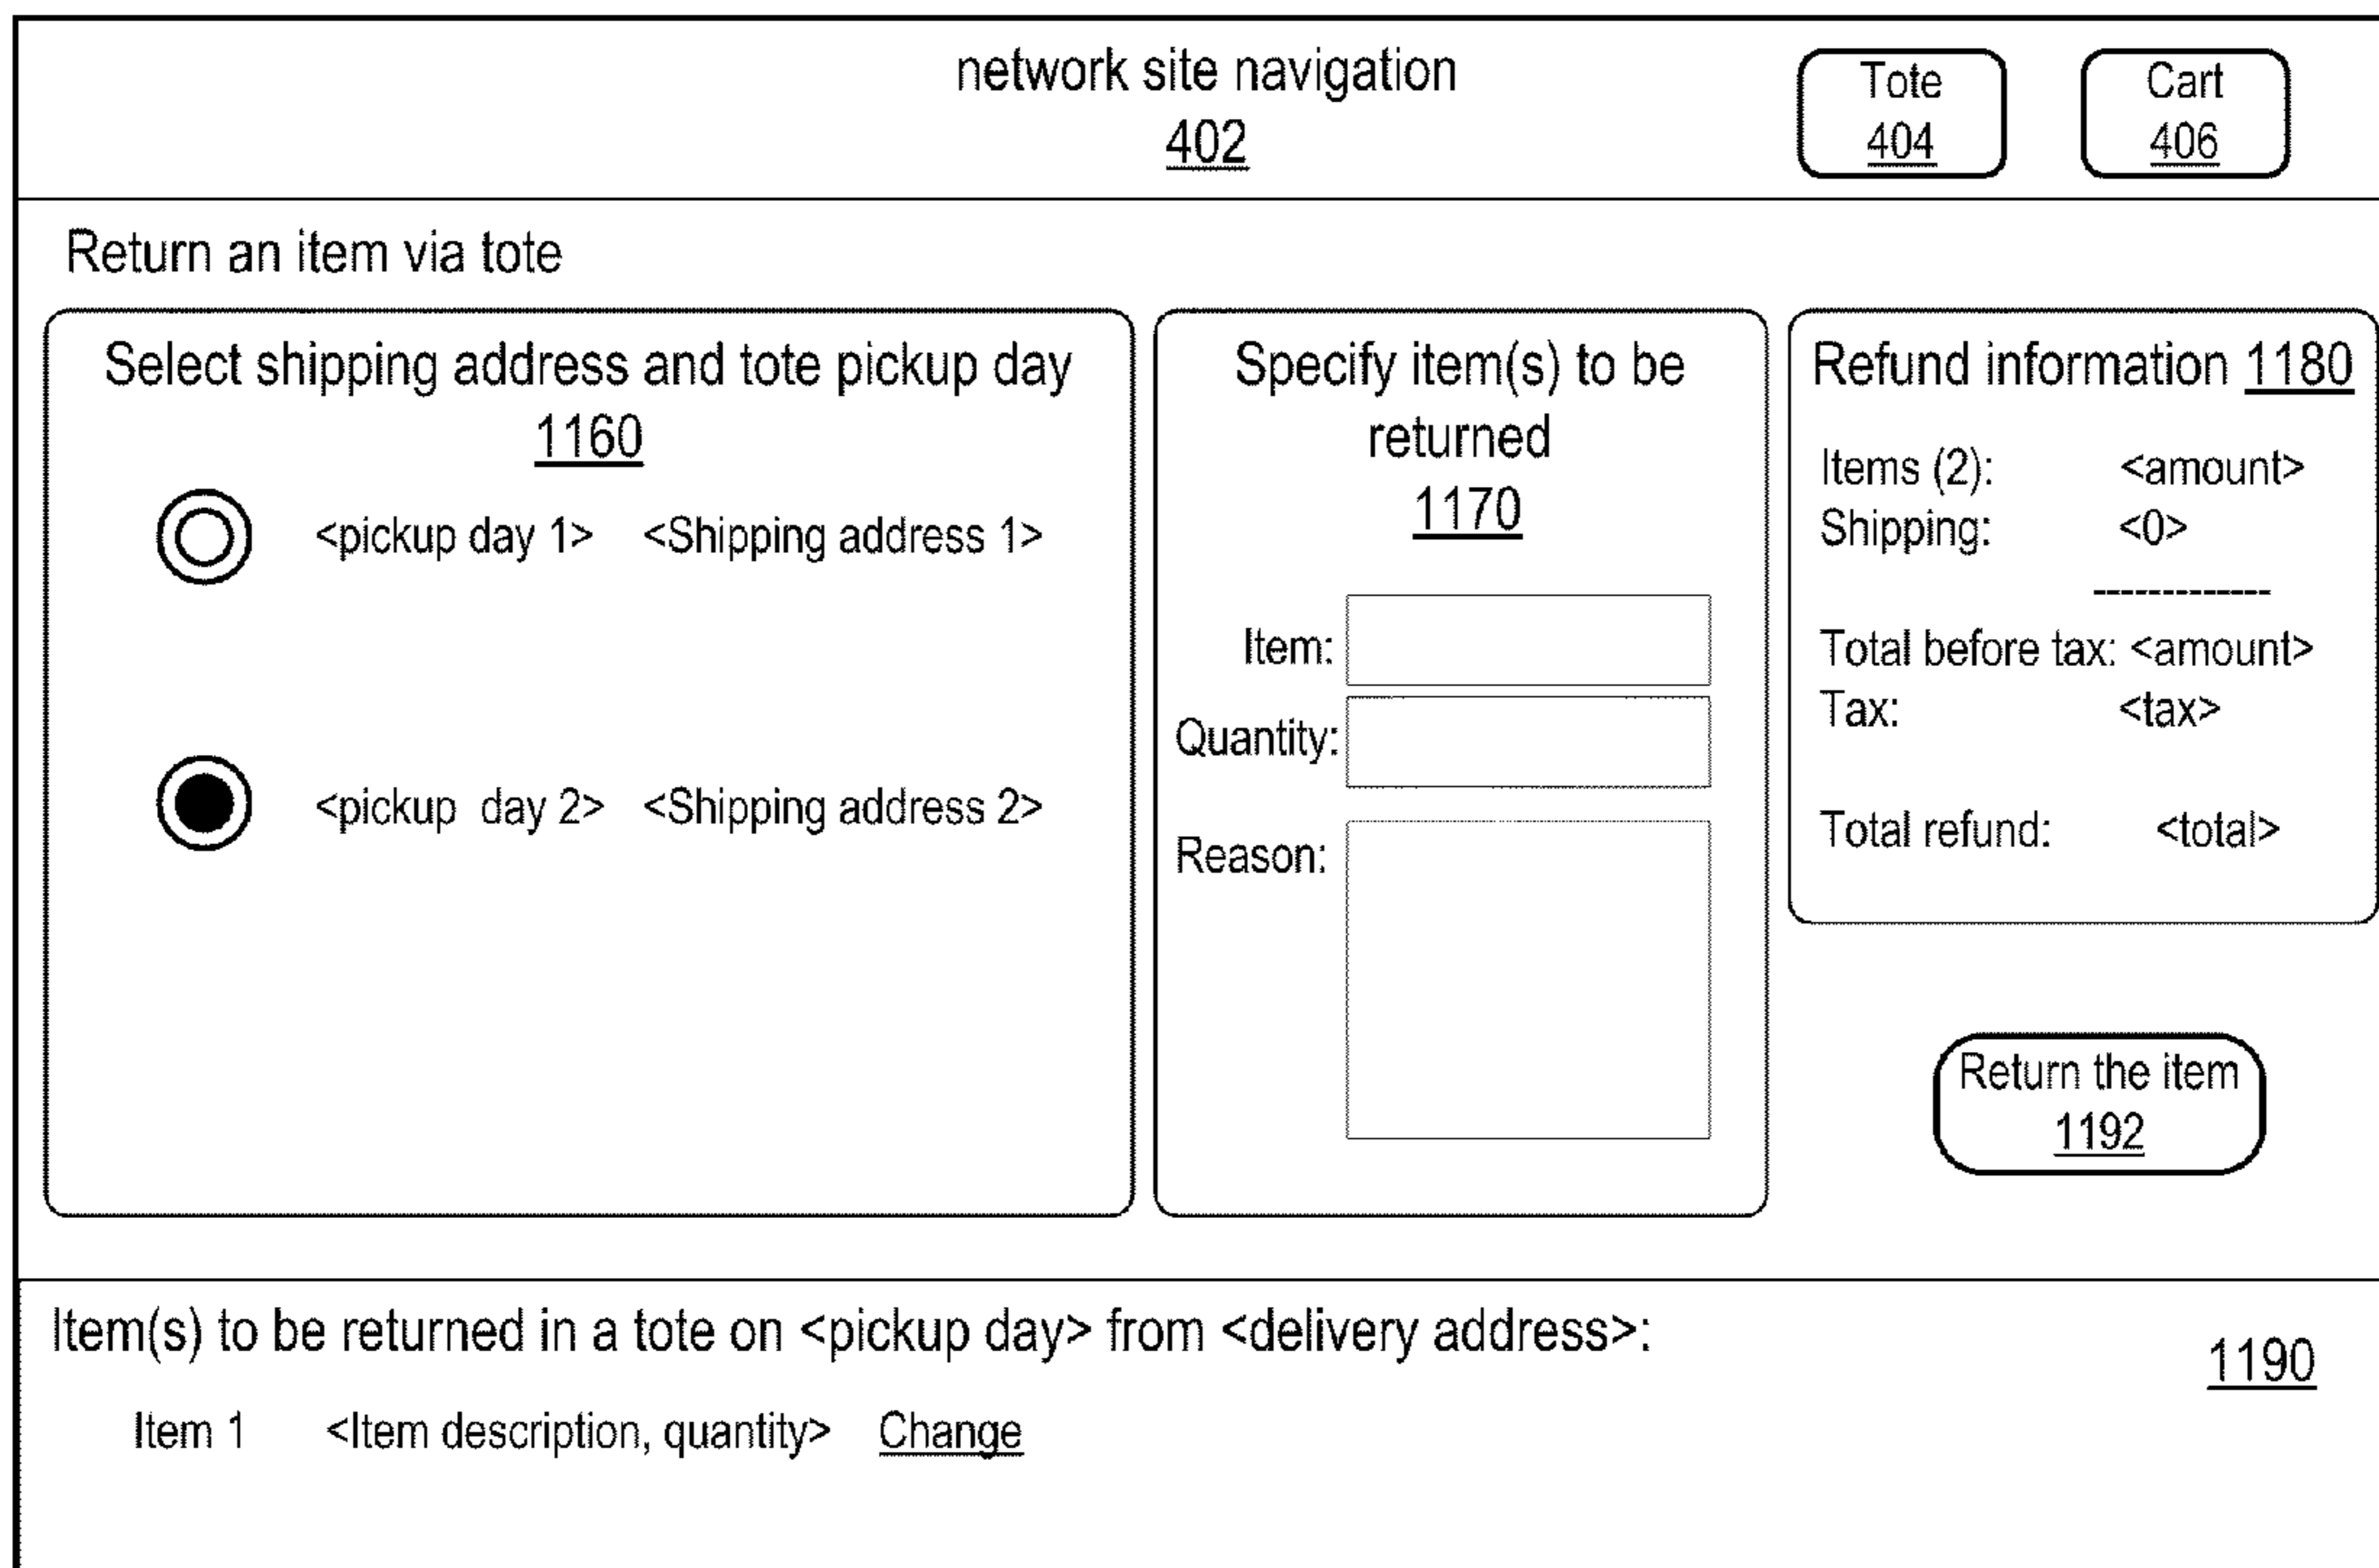 network site navigation
402
Tote
404
Cart
406
Return an item via tote
Select shipping address and tote pickup day
1160
<pickup day 1> <Shipping address 1>
<pickup day 2> <Shipping address 2>
Specify item(s) to be
returned
1170
Item:
Quantity:
Reason:
Refund information 1180
Items (2): <amount>
Shipping: <0>
------------
Total before tax: <amount>
Tax: <tax>
Total refund: <total>
Return the item
1192
Item(s) to be returned in a tote on <pickup day> from <delivery address>:
1190
Item 1 <Item description, quantity> Change